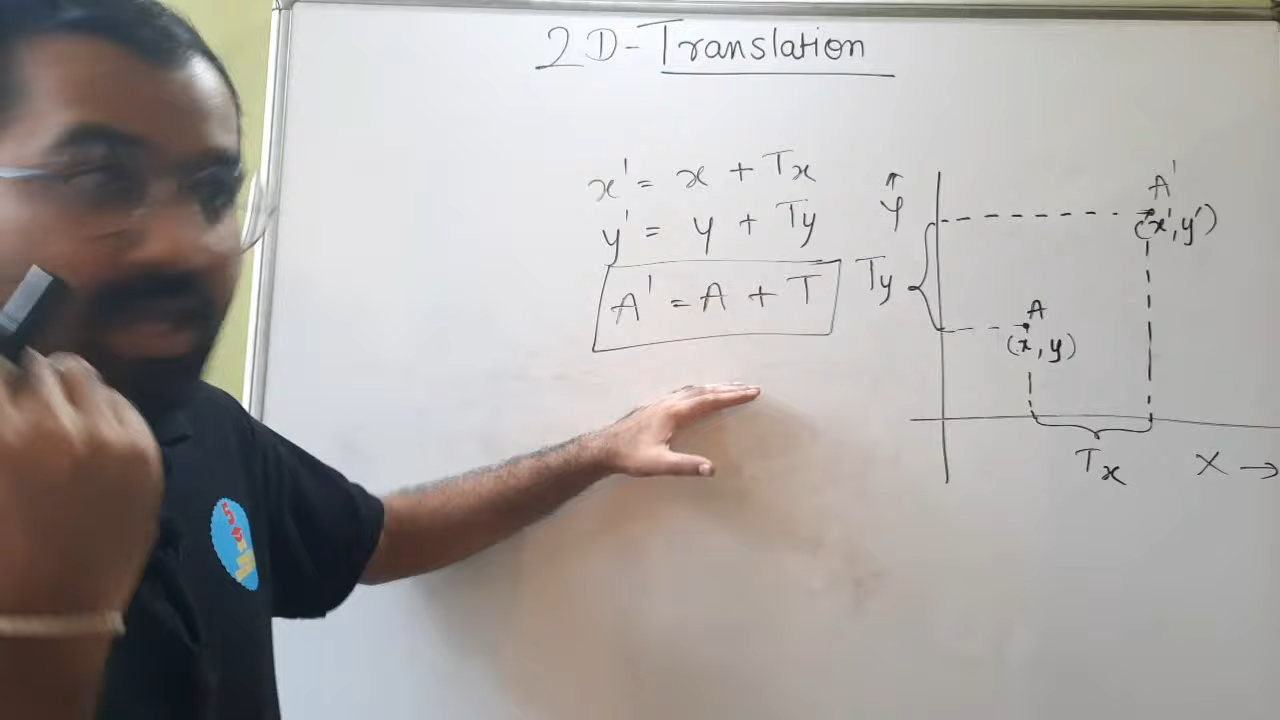 2D-Translation
x' = x + Tx
y' = y + Ty
A' = A + T
↑
y
Ty
A'
(x', y')
A
(x, y)
Tx
X →